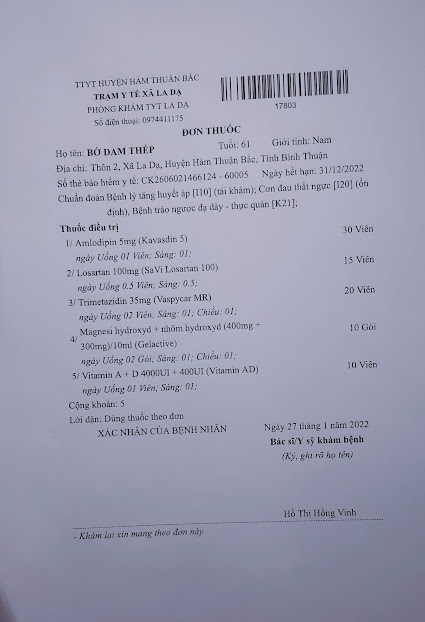 TTYT HUYỆN HÀM THUẬN BẮC
TRẠM Y TẾ XÃ LA DẠ
PHÒNG KHÁM TYT LA DẠ
Số điện thoại: 0974411175
17803
ĐƠN THUỐC
Họ tên: BỜ ĐAM THÉP Tuổi: 61 Giới tính: Nam
Địa chỉ: Thôn 2, Xã La Dạ, Huyện Hàm Thuận Bắc, Tỉnh Bình Thuận
Số thẻ bảo hiểm y tế: CK2606021466124 - 60005 Ngày hết hạn: 31/12/2022
Chuẩn đoán Bệnh lý tăng huyết áp [I10] (tái khám); Cơn đau thắt ngực [I20] (ổn
định), Bệnh trào ngược dạ dày - thực quản [K21];
Thuốc điều trị
1/ Amlodipin 5mg (Kavasdin 5) 30 Viên
ngày Uống 01 Viên; Sáng: 01;
2/ Losartan 100mg (SaVi Losartan 100) 15 Viên
ngày Uống 0.5 Viên; Sáng: 0.5;
3/ Trimetazidin 35mg (Vaspycar MR) 20 Viên
ngày Uống 02 Viên; Sáng: 01; Chiều: 01;
4/ Magnesi hydroxyd + nhôm hydroxyd (400mg + 10 Gói
300mg)/10ml (Gelactive)
ngày Uống 02 Gói; Sáng: 01; Chiều: 01;
5/ Vitamin A + D 4000UI + 400UI (Vitamin AD) 10 Viên
ngày Uống 01 Viên; Sáng: 01;
Cộng khoản: 5
Lời dặn: Dùng thuốc theo đơn
XÁC NHẬN CỦA BỆNH NHÂN Ngày 27 tháng 1 năm 2022
Bác sĩ/Y sỹ khám bệnh
(Ký, ghi rõ họ tên)
Hồ Thị Hồng Vinh
- Khám lại xin mang theo đơn này